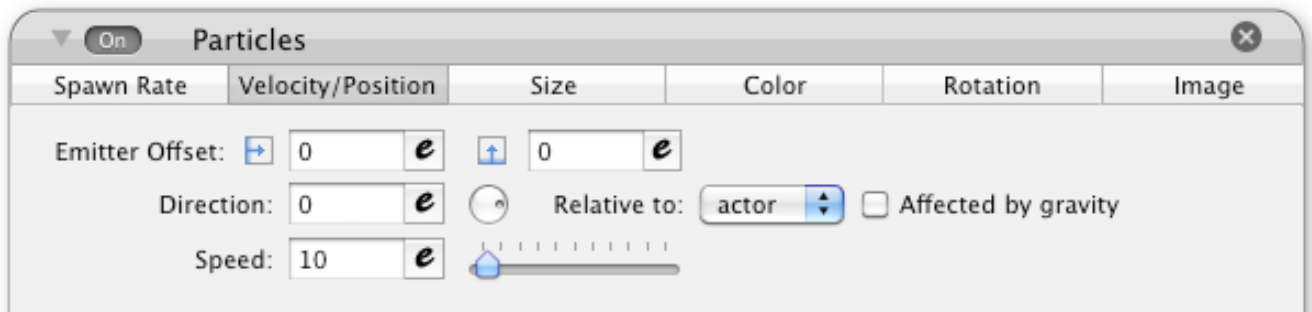 On Particles
Spawn Rate Velocity/Position Size Color Rotation Image
Emitter Offset: 0 e 0 e
Direction: 0 e Relative to: actor Affected by gravity
Speed: 10 e